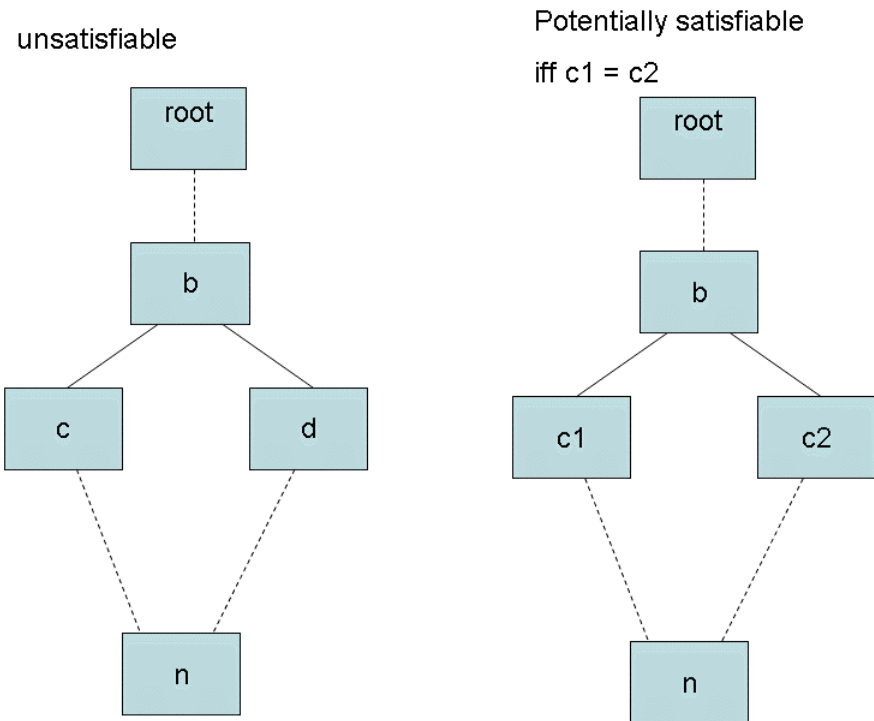 unsatisfiable
root
b
c
d
n
Potentially satisfiable
iff c1 = c2
root
b
c1
c2
n